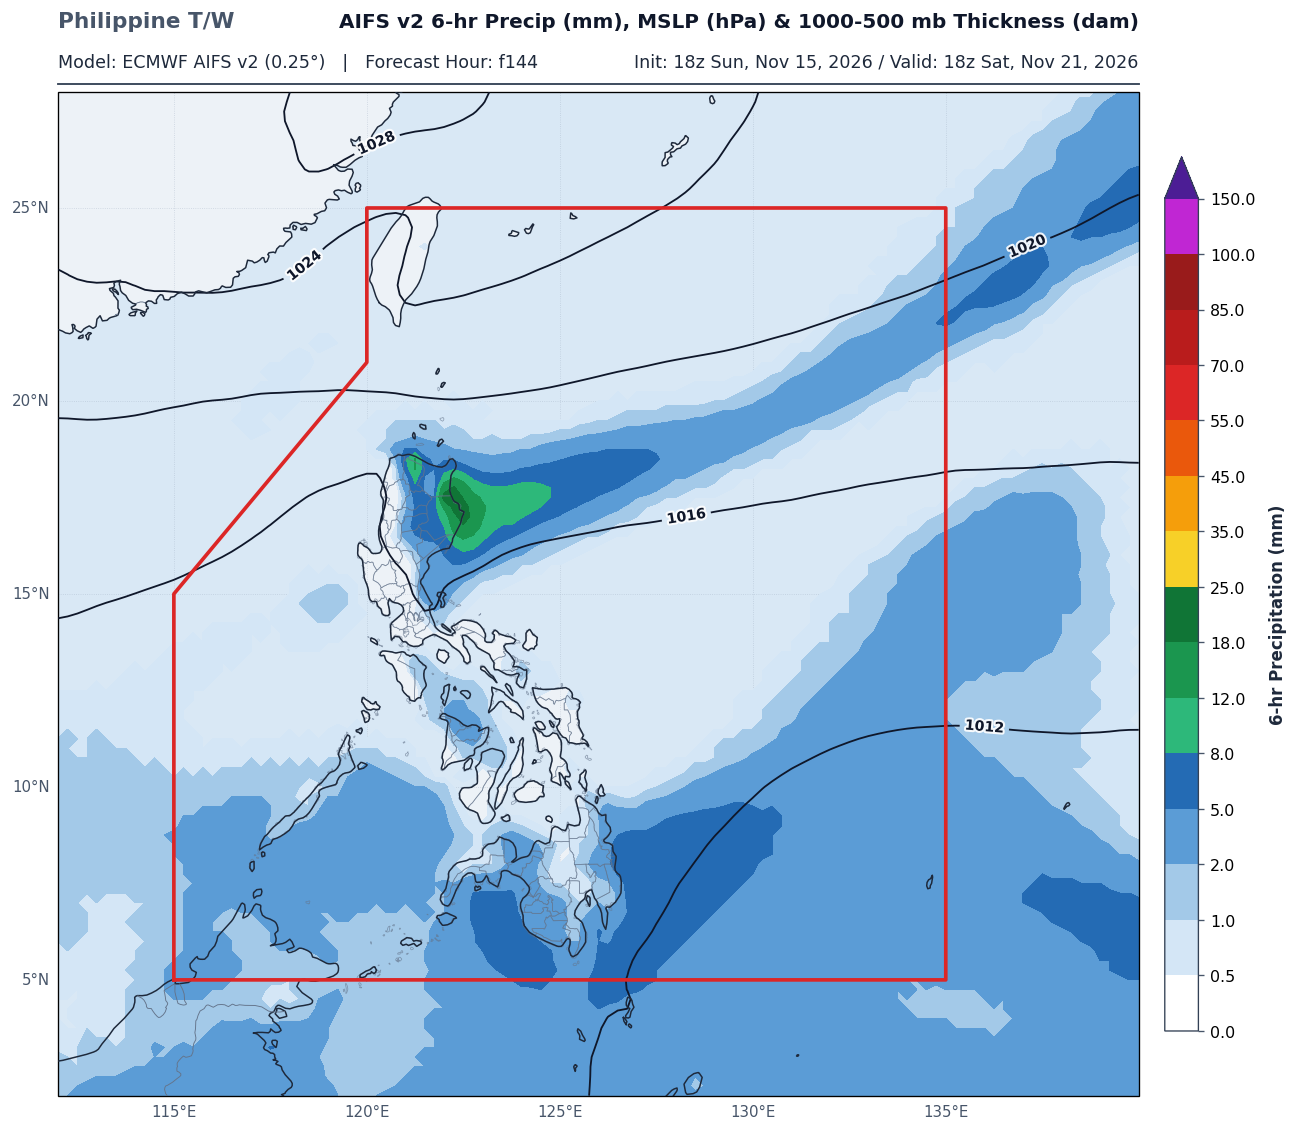 Philippine T/W
AIFS v2 6-hr Precip (mm), MSLP (hPa) & 1000-500 mb Thickness (dam)
Model: ECMWF AIFS v2 (0.25°) | Forecast Hour: f144
Init: 18z Sun, Nov 15, 2026 / Valid: 18z Sat, Nov 21, 2026
1028
1024
1020
1016
1012
25°N
20°N
15°N
10°N
5°N
115°E
120°E
125°E
130°E
135°E
150.0
100.0
85.0
70.0
55.0
45.0
35.0
25.0
18.0
12.0
8.0
5.0
2.0
1.0
0.5
0.0
6-hr Precipitation (mm)